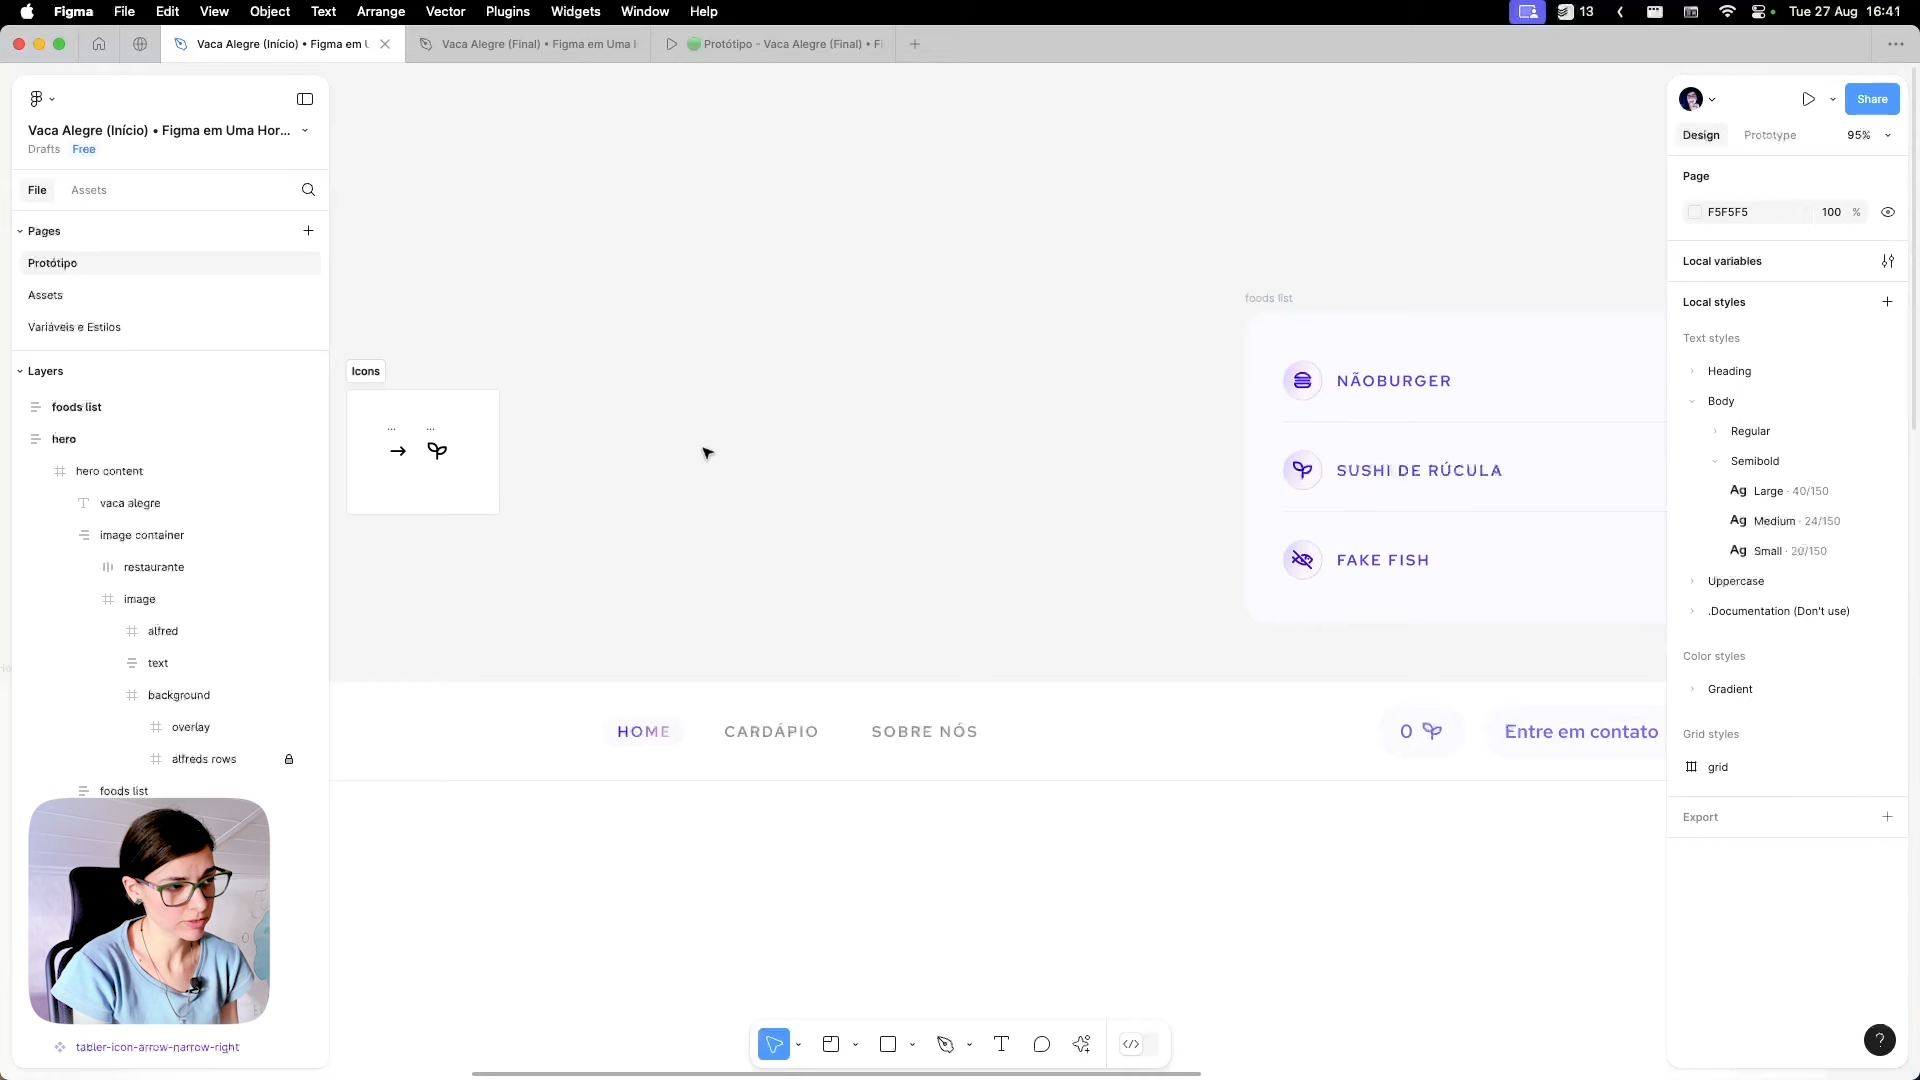 Figma File Edit View Object Text Arrange Vector Plugins Widgets Window Help
13
Tue 27 Aug 16:41
Vaca Alegre (Início) • Figma em U
Vaca Alegre (Final) • Figma em Uma H
Protótipo - Vaca Alegre (Final) • Fi
Vaca Alegre (Início) • Figma em Uma Hor...
Drafts Free
File Assets
Pages
Protótipo
Assets
Variáveis e Estilos
Layers
foods list
hero
hero content
vaca alegre
image container
restaurante
image
alfred
text
background
overlay
alfreds rows
foods list
tabler-icon-arrow-narrow-right
Icons
...
...
foods list
NÃOBURGER
SUSHI DE RÚCULA
FAKE FISH
HOME CARDÁPIO SOBRE NÓS
0
Entre em contato
Share
Design Prototype 95%
Page
F5F5F5 100 %
Local variables
Local styles
Text styles
Heading
Body
Regular
Semibold
Ag Large · 40/150
Ag Medium · 24/150
Ag Small · 20/150
Uppercase
.Documentation (Don't use)
Color styles
Gradient
Grid styles
grid
Export
?